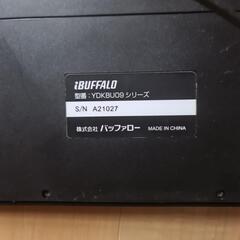 iBUFFALO
型番：YDKBU09 シリーズ
S/N A21027
株式会社 バッファロー MADE IN CHINA